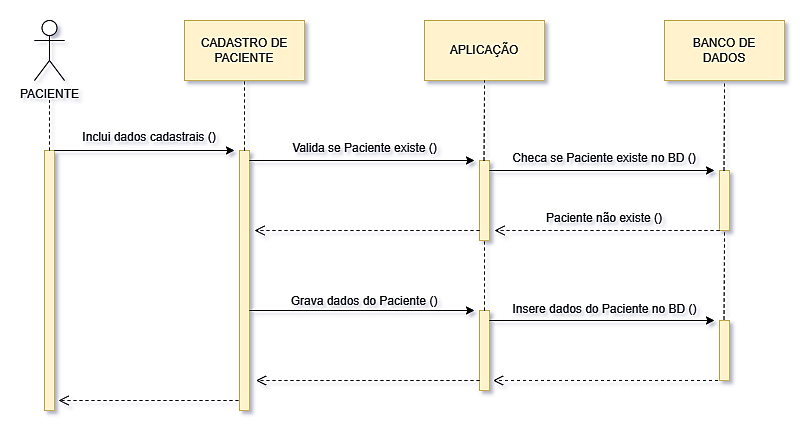 CADASTRO DE
PACIENTE
APLICAÇÃO
BANCO DE
DADOS
PACIENTE
Inclui dados cadastrais ()
Valida se Paciente existe ()
Checa se Paciente existe no BD ()
Paciente não existe ()
Grava dados do Paciente ()
Insere dados do Paciente no BD ()